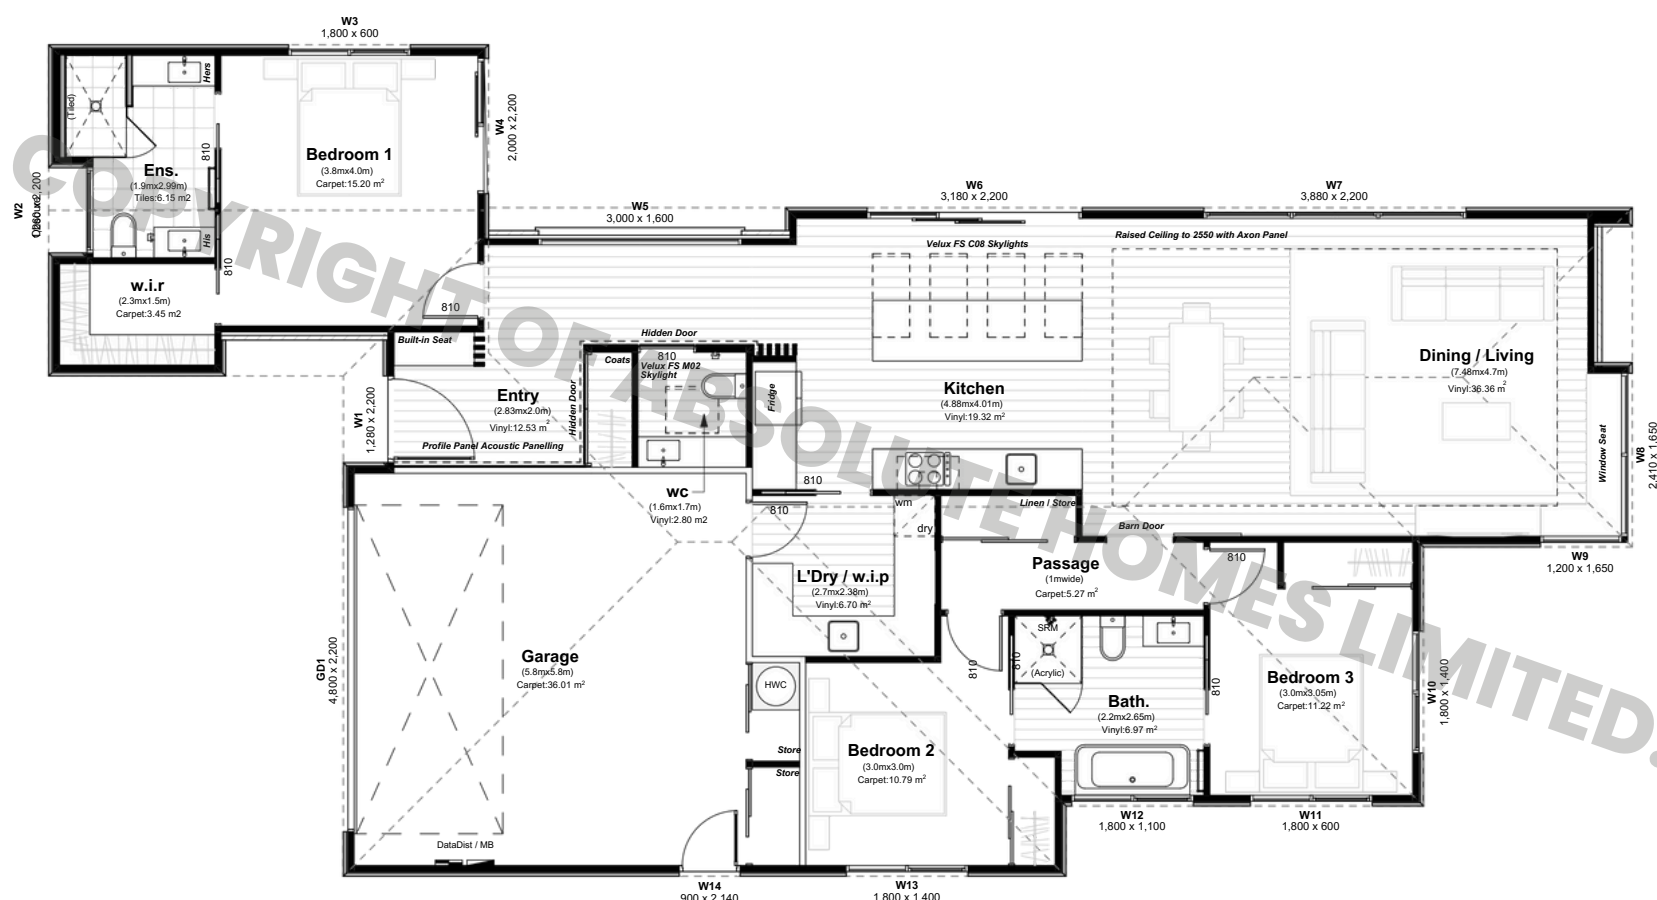 W3
1,800 x 600
Hers
(Tiled)
810
Ens.
(1.9mx2.99m)
Tiles:6.15 m2
His
Bedroom 1
(3.8mx4.0m)
Carpet:15.20 m²
W4
2,000 x 2,200
W2
W5
3,000 x 1,600
W6
3,180 x 2,200
W7
3,880 x 2,200
Velux FS C08 Skylights
Raised Ceiling to 2550 with Axon Panel
w.i.r
(2.3mx1.5m)
Carpet:3.45 m2
810
810
Built-in Seat
Hidden Door
Coats
810
Velux FS M02
Skylight
Fridge
Kitchen
(4.88mx4.01m)
Vinyl:19.32 m²
Dining / Living
(7.48mx4.7m)
Vinyl:36.36 m²
W1
1,280 x 2,200
Entry
(2.83mx2.0m)
Vinyl:12.53 m²
Hidden Door
Profile Panel Acoustic Panelling
Window Seat
W8
2,410 x 1,650
WC
(1.6mx1.7m)
Vinyl:2.80 m2
810
810
wm
dry
Linen / Store
Barn Door
810
W9
1,200 x 1,650
L'Dry / w.i.p
(2.7mx2.38m)
Vinyl:6.70 m²
Passage
(1mwide)
Carpet:5.27 m²
GD1
4,800 x 2,200
Garage
(5.8mx5.8m)
Carpet:36.01 m²
HWC
Store
Store
810
810
SRM
(Acrylic)
Bath.
(2.2mx2.65m)
Vinyl:6.97 m²
810
Bedroom 3
(3.0mx3.05m)
Carpet:11.22 m²
W10
1,800 x 1,400
Bedroom 2
(3.0mx3.0m)
Carpet:10.79 m²
W12
1,800 x 1,100
W11
1,800 x 600
DataDist / MB
W14
900 x 2,140
W13
1,800 x 1,400
COPYRIGHT OF ABSOLUTE HOMES LIMITED.